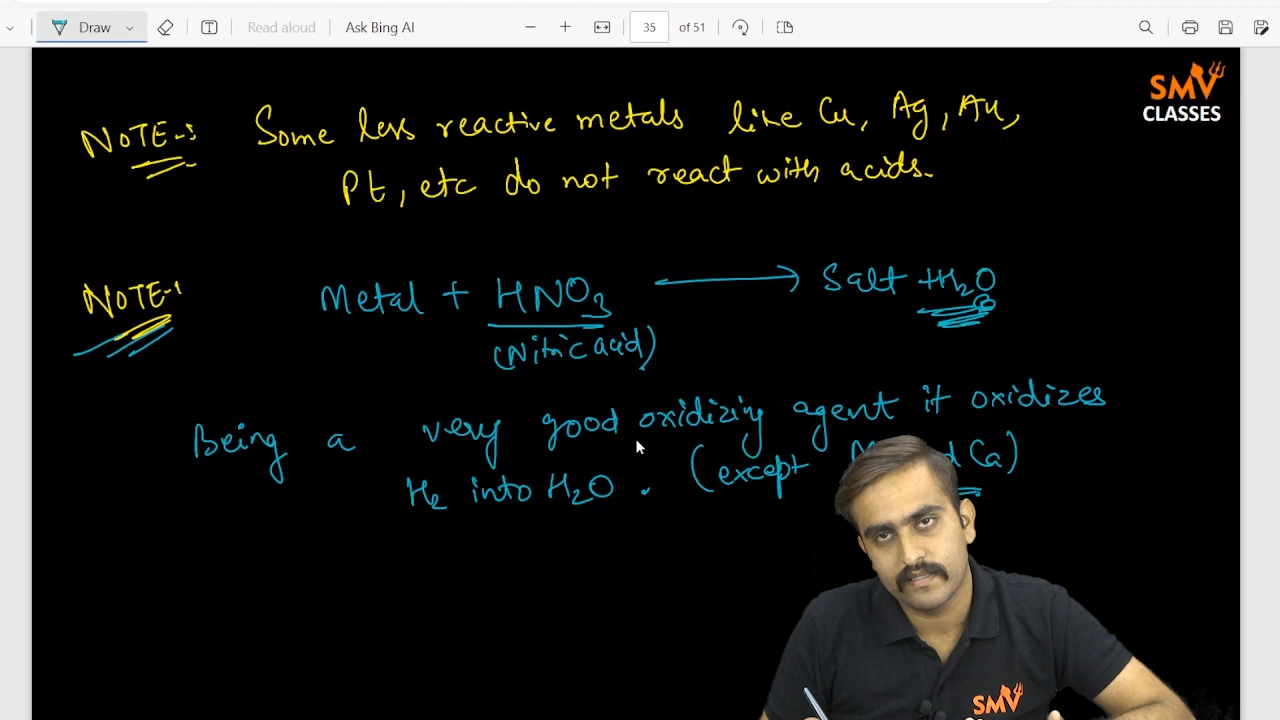 Draw
Read aloud
Ask Bing AI
35 of 51
SMV
CLASSES
NOTE-:
Some less reactive metals like Cu, Ag, Au,
Pt, etc do not react with acids.
NOTE-:
Metal + HNO3 → Salt + H2O
(Nitric acid)
Being a very good oxidizing agent it oxidizes
H2 into H2O. (except Ca)
SMV